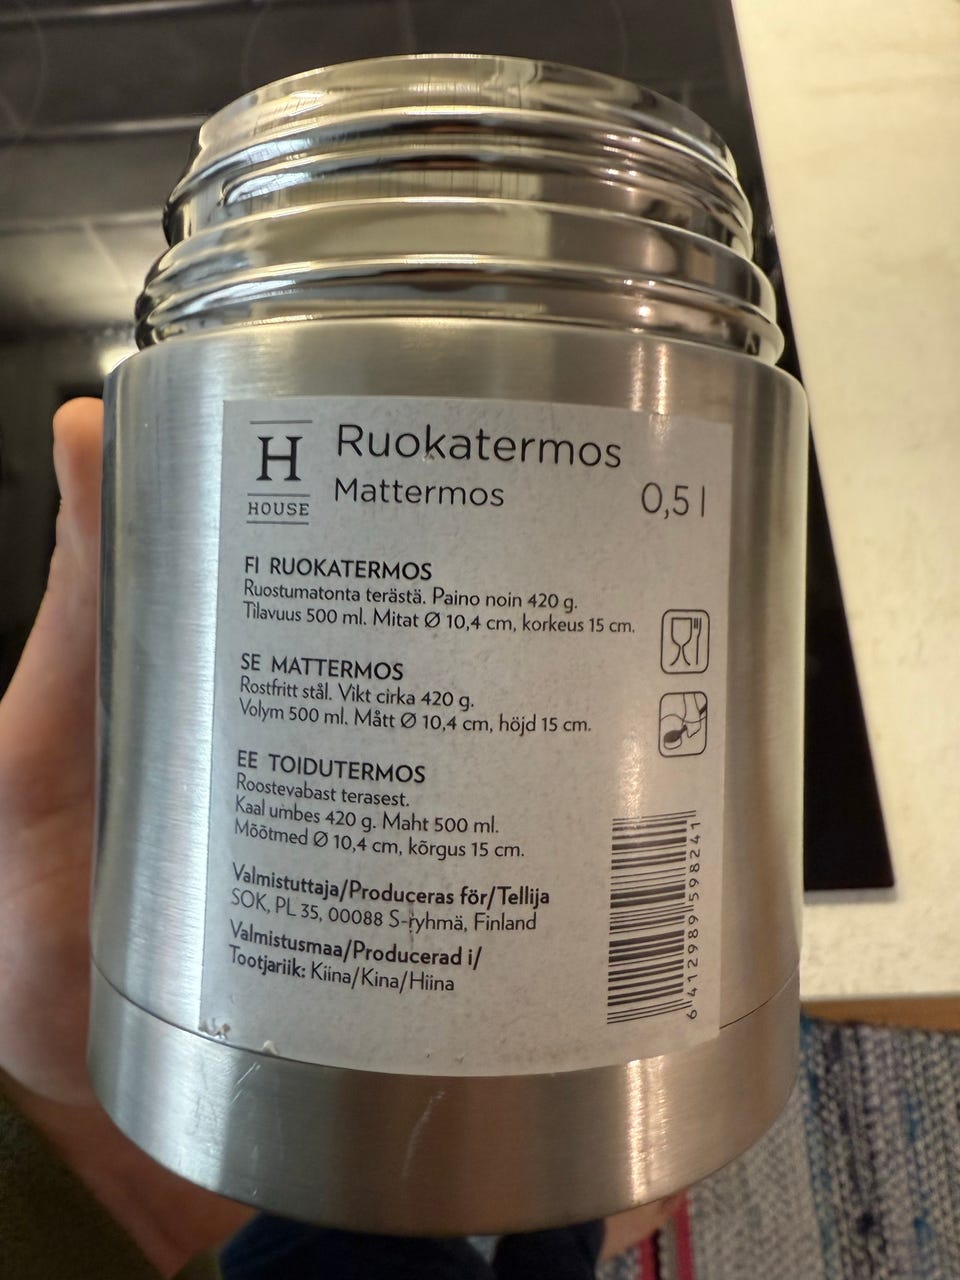 H
HOUSE
Ruokatermos
Mattermos
0,5 l
FI RUOKATERMOS
Ruostumatonta terästä. Paino noin 420 g.
Tilavuus 500 ml. Mitat Ø 10,4 cm, korkeus 15 cm.
SE MATTERMOS
Rostfritt stål. Vikt cirka 420 g.
Volym 500 ml. Mått Ø 10,4 cm, höjd 15 cm.
EE TOIDUTERMOS
Roostevabast terasest.
Kaal umbes 420 g. Maht 500 ml.
Mõõtmed Ø 10,4 cm, kõrgus 15 cm.
Valmistuttaja/Produceras för/Tellija
SOK, PL 35, 00088 S-ryhmä, Finland
Valmistusmaa/Producerad i/
Tootjariik: Kiina/Kina/Hiina
6 412989 598241